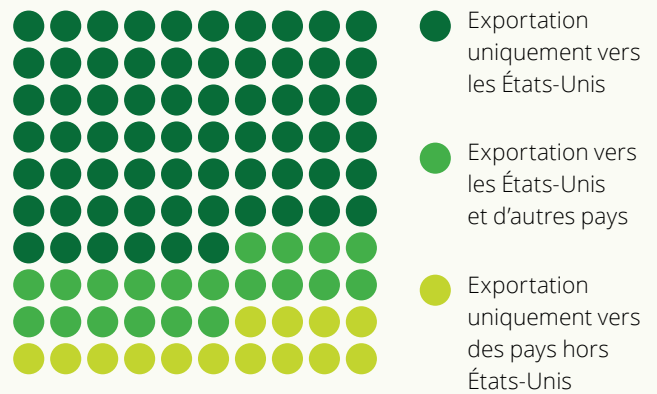 Exportation
uniquement vers
les États-Unis
Exportation vers
les États-Unis
et d'autres pays
Exportation
uniquement vers
des pays hors
États-Unis